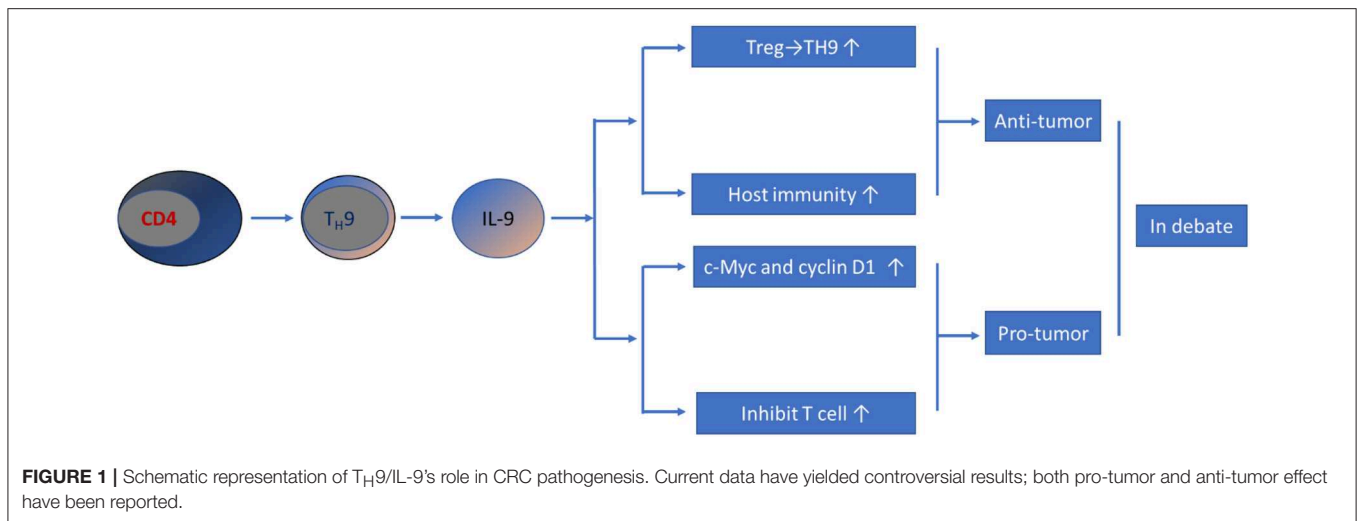 CD4
TH9
IL-9
Treg→TH9 ↑
Host immunity ↑
c-Myc and cyclin D1 ↑
Inhibit T cell ↑
Anti-tumor
Pro-tumor
In debate
FIGURE 1 | Schematic representation of TH9/IL-9's role in CRC pathogenesis. Current data have yielded controversial results; both pro-tumor and anti-tumor effect
have been reported.